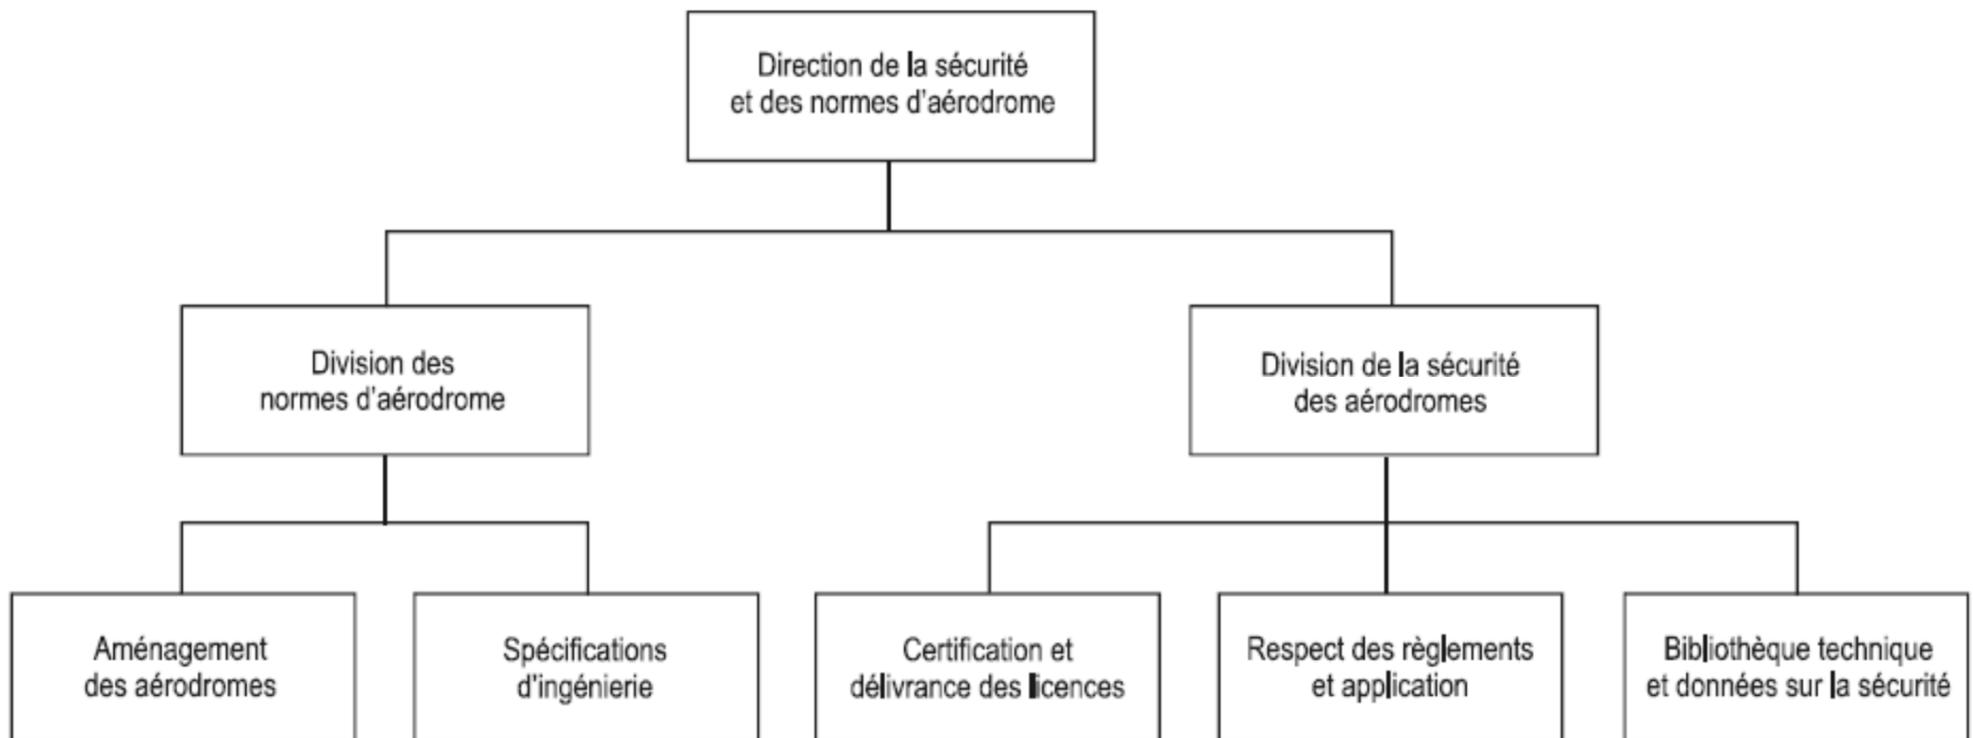 Direction de la sécurité
et des normes d'aérodrome
Division des
normes d'aérodrome
Division de la sécurité
des aérodromes
Aménagement
des aérodromes
Spécifications
d'ingénierie
Certification et
délivrance des licences
Respect des règlements
et application
Bibliothèque technique
et données sur la sécurité